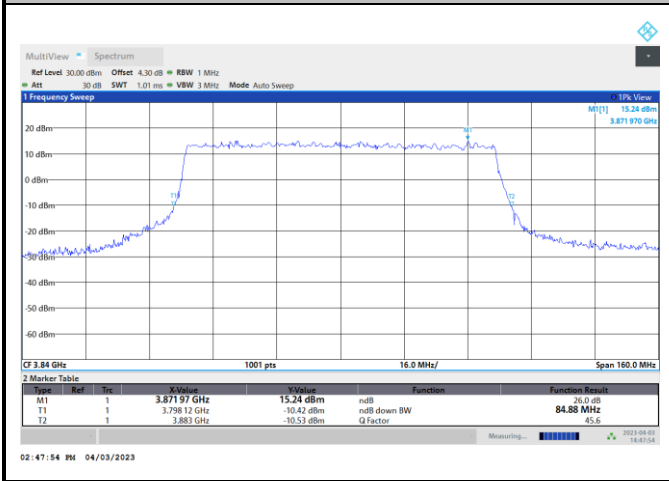 MultiView Spectrum
Ref Level 30.00 dBm Offset 4.30 dB RBW 1 MHz
Att 30 dB SWT 1.01 ms VBW 3 MHz Mode Auto Sweep
1 Frequency Sweep 1Pk View
M1[1] 15.24 dBm
3.871 970 GHz
20 dBm
M1
10 dBm
0 dBm
T1 T2
-10 dBm
-20 dBm
-30 dBm
-40 dBm
-50 dBm
-60 dBm
CF 3.84 GHz 1001 pts 16.0 MHz/ Span 160.0 MHz
2 Marker Table
Type Ref Trc X-Value Y-Value Function Function Result
M1 1 3.871 97 GHz 15.24 dBm ndB 26.0 dB
T1 1 3.798 12 GHz -10.42 dBm ndB down BW 84.88 MHz
T2 1 3.883 GHz -10.53 dBm Q Factor 45.6
Measuring... 2023-04-03
14:47:54
02:47:54 PM 04/03/2023